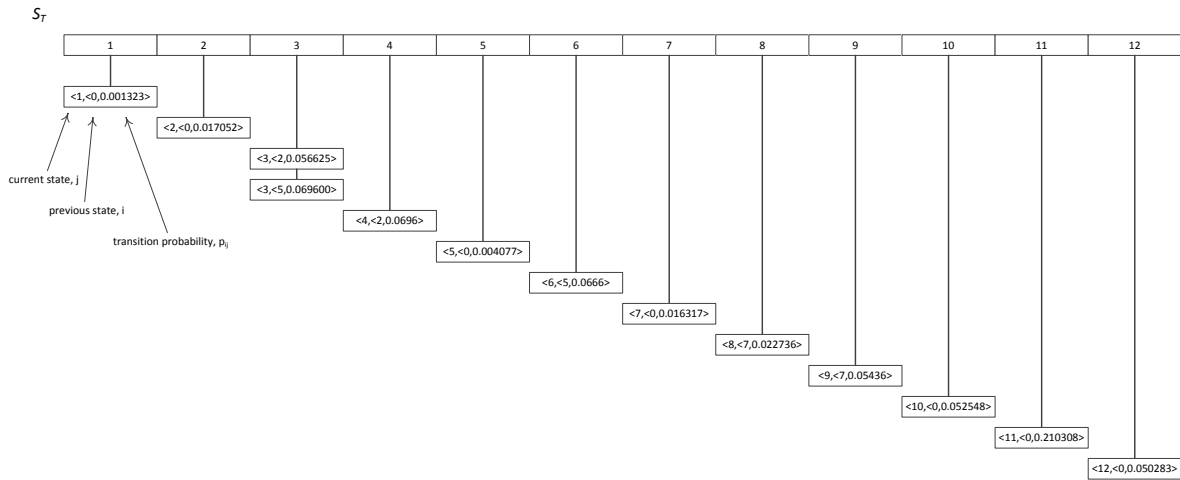 S_T
1 2 3 4 5 6 7 8 9 10 11 12
<1,<0,0.001323>
<2,<0,0.017052>
<3,<2,0.056625>
current state, j
<3,<5,0.069600>
previous state, i
<4,<2,0.0696>
transition probability, p_ij
<5,<0,0.004077>
<6,<5,0.0666>
<7,<0,0.016317>
<8,<7,0.022736>
<9,<7,0.05436>
<10,<0,0.052548>
<11,<0,0.210308>
<12,<0,0.050283>